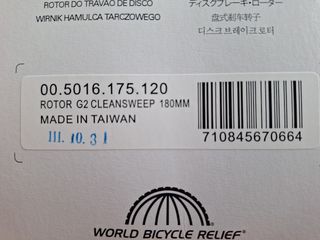 ROTOR DO TRAVÃO DE DISCO
WIRNIK HAMULCA TARCZOWEGO
ディスクブレーキ・ローター
盘式刹车转子
디스크 브레이크 로터
00.5016.175.120
ROTOR G2 CLEANSWEEP 180MM
MADE IN TAIWAN
111. 10. 31
710845670664
WORLD BICYCLE RELIEF®